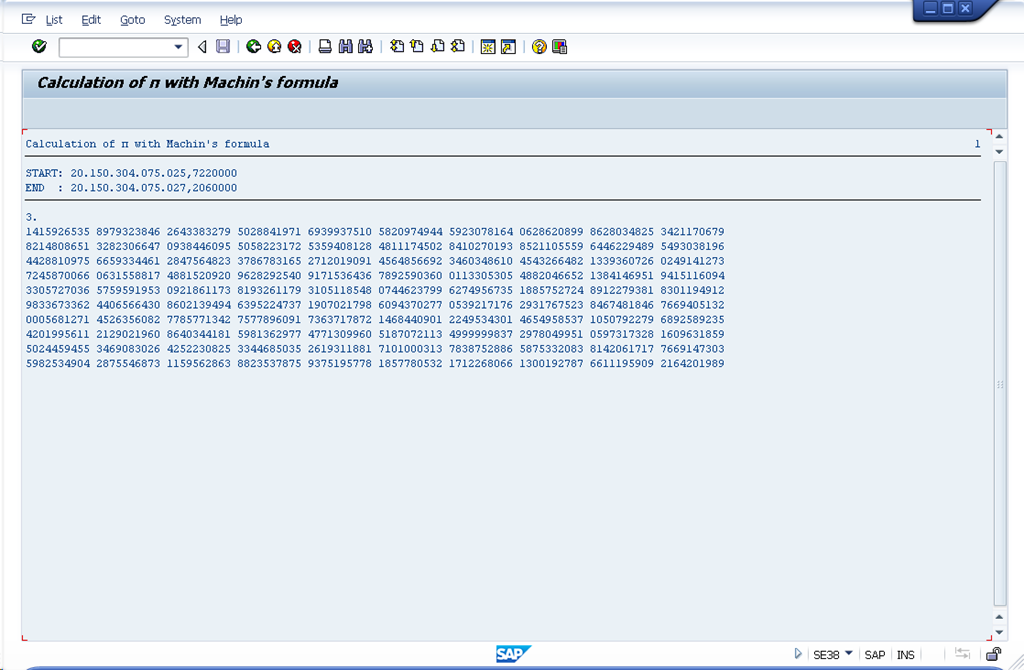 List Edit Goto System Help
Calculation of π with Machin's formula
Calculation of π with Machin's formula 1
START: 20.150.304.075.025,7220000
END : 20.150.304.075.027,2060000
3.
1415926535 8979323846 2643383279 5028841971 6939937510 5820974944 5923078164 0628620899 8628034825 3421170679
8214808651 3282306647 0938446095 5058223172 5359408128 4811174502 8410270193 8521105559 6446229489 5493038196
4428810975 6659334461 2847564823 3786783165 2712019091 4564856692 3460348610 4543266482 1339360726 0249141273
7245870066 0631558817 4881520920 9628292540 9171536436 7892590360 0113305305 4882046652 1384146951 9415116094
3305727036 5759591953 0921861173 8193261179 3105118548 0744623799 6274956735 1885752724 8912279381 8301194912
9833673362 4406566430 8602139494 6395224737 1907021798 6094370277 0539217176 2931767523 8467481846 7669405132
0005681271 4526356082 7785771342 7577896091 7363717872 1468440901 2249534301 4654958537 1050792279 6892589235
4201995611 2129021960 8640344181 5981362977 4771309960 5187072113 4999999837 2978049951 0597317328 1609631859
5024459455 3469083026 4252230825 3344685035 2619311881 7101000313 7838752886 5875332083 8142061717 7669147303
5982534904 2875546873 1159562863 8823537875 9375195778 1857780532 1712268066 1300192787 6611195909 2164201989
SAP SE38 SAP INS